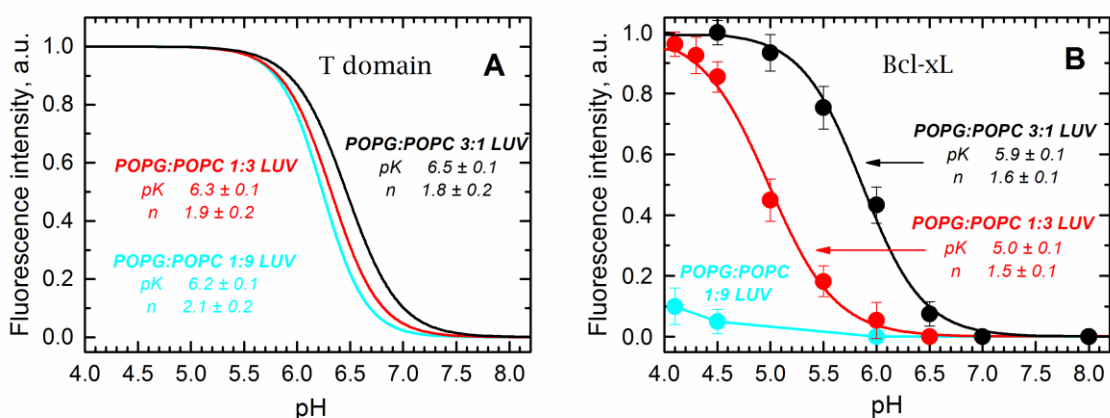 Fluorescence intensity, a.u.
1.0
0.8
0.6
0.4
0.2
0.0
T domain
A
POPG:POPC 3:1 LUV
pK 6.5 ± 0.1
n 1.8 ± 0.2
POPG:POPC 1:3 LUV
pK 6.3 ± 0.1
n 1.9 ± 0.2
POPG:POPC 1:9 LUV
pK 6.2 ± 0.1
n 2.1 ± 0.2
4.0 4.5 5.0 5.5 6.0 6.5 7.0 7.5 8.0
pH
Fluorescence intensity, a.u.
1.0
0.8
0.6
0.4
0.2
0.0
Bcl-xL
B
POPG:POPC 3:1 LUV
pK 5.9 ± 0.1
n 1.6 ± 0.1
POPG:POPC 1:3 LUV
pK 5.0 ± 0.1
n 1.5 ± 0.1
POPG:POPC
1:9 LUV
4.0 4.5 5.0 5.5 6.0 6.5 7.0 7.5 8.0
pH